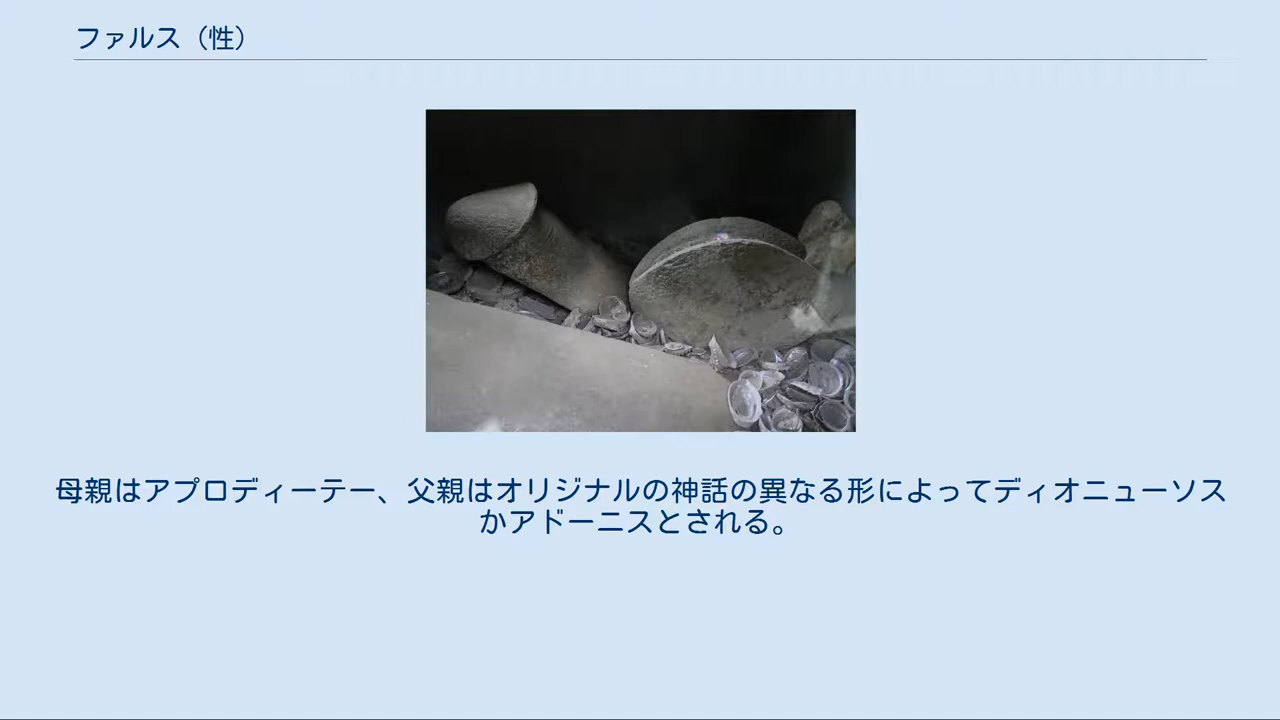 ファルス（性）
母親はアプロディーテー、父親はオリジナルの神話の異なる形によってディオニューソス
かアドーニスとされる。